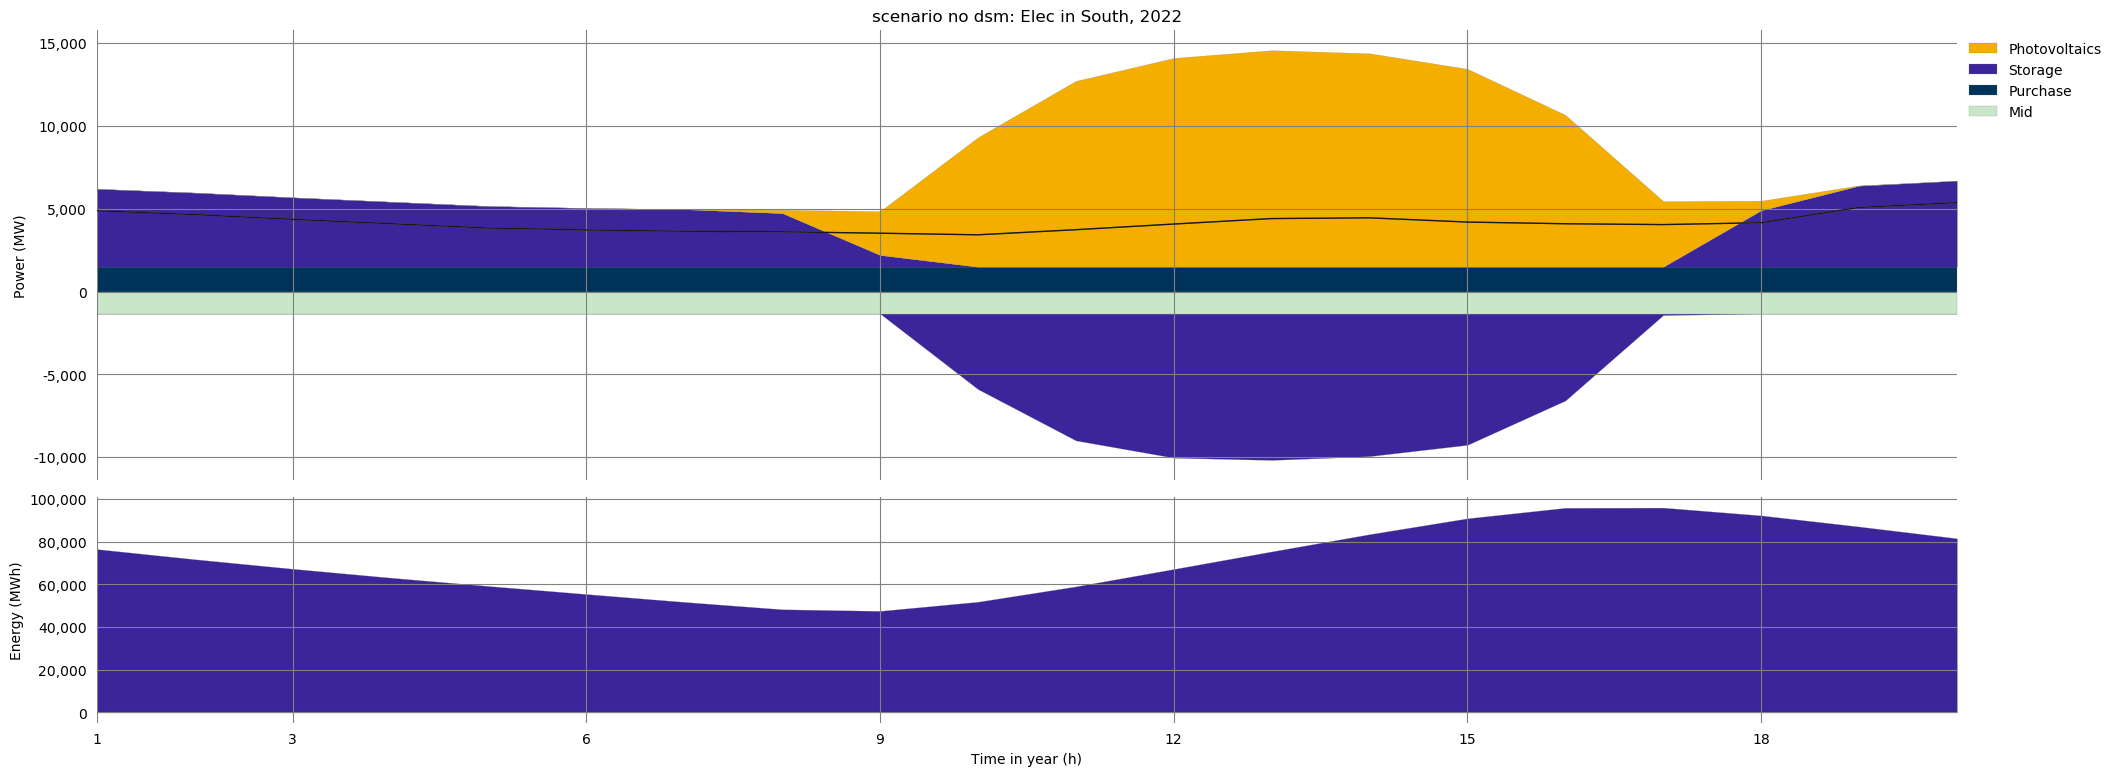 scenario no dsm: Elec in South, 2022
15,000
10,000
5,000
0
-5,000
-10,000
Power (MW)
Photovoltaics
Storage
Purchase
Mid
100,000
80,000
60,000
40,000
20,000
0
Energy (MWh)
1 3 6 9 12 15 18
Time in year (h)